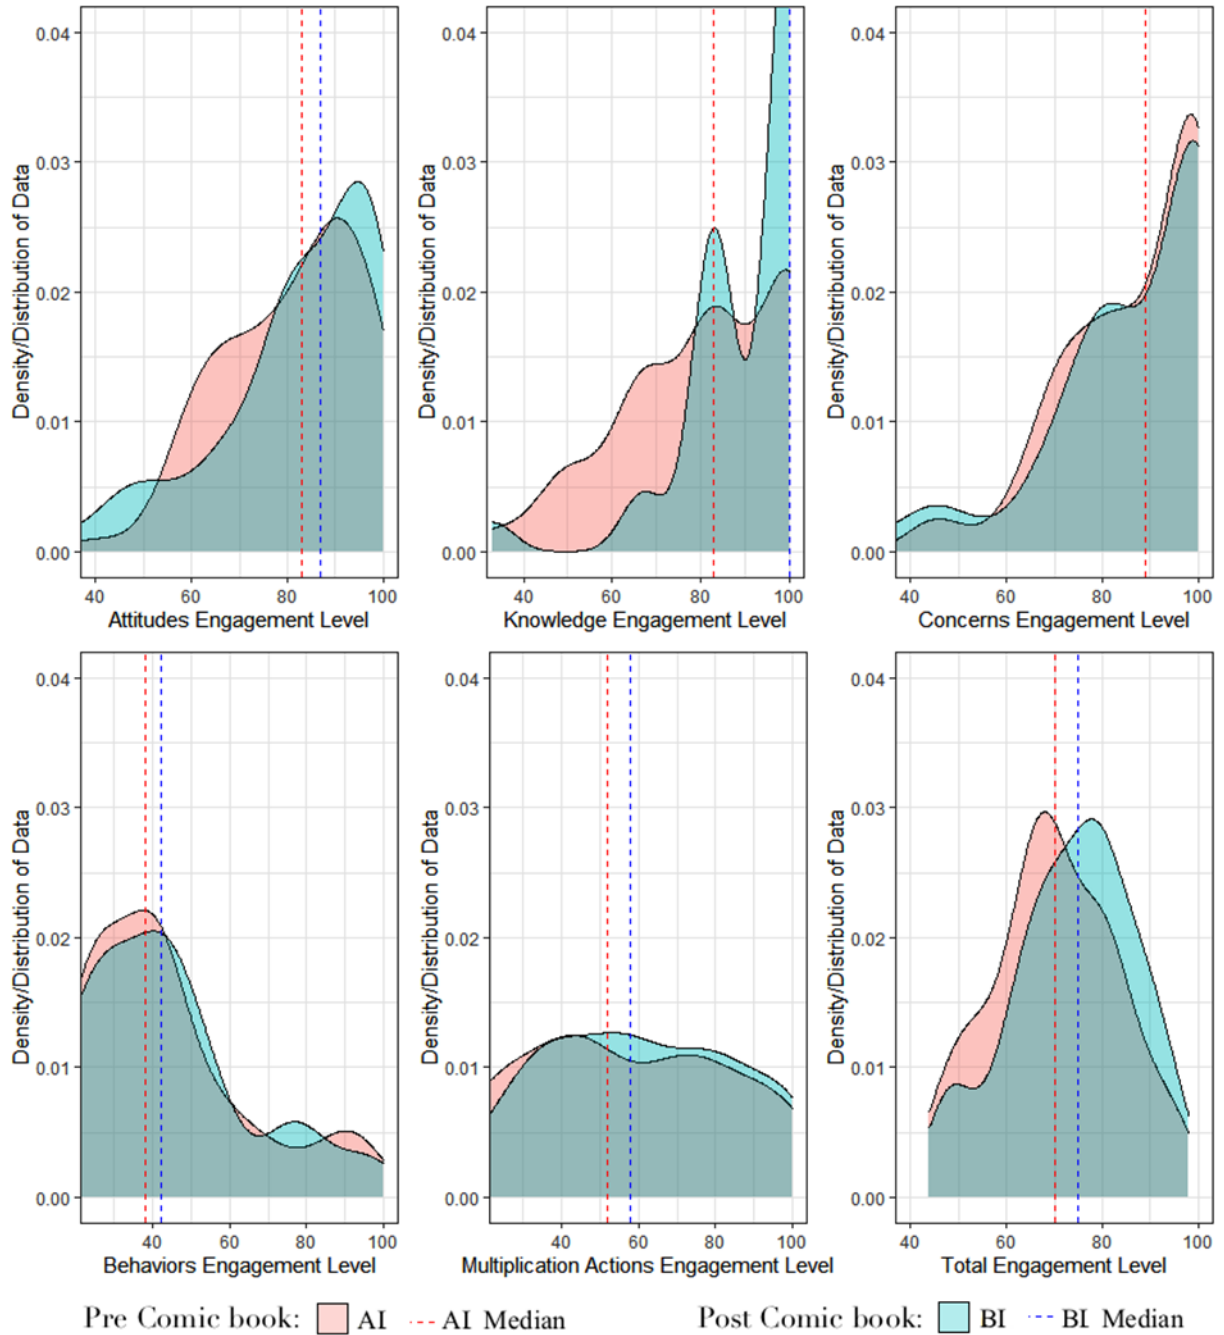 0.04
0.03
0.02
0.01
0.00
Density/Distribution of Data
40 60 80 100
Attitudes Engagement Level
0.04
0.03
0.02
0.01
0.00
Density/Distribution of Data
40 60 80 100
Knowledge Engagement Level
0.04
0.03
0.02
0.01
0.00
Density/Distribution of Data
40 60 80 100
Concerns Engagement Level
0.04
0.03
0.02
0.01
0.00
Density/Distribution of Data
40 60 80 100
Behaviors Engagement Level
0.04
0.03
0.02
0.01
0.00
Density/Distribution of Data
40 60 80 100
Multiplication Actions Engagement Level
0.04
0.03
0.02
0.01
0.00
Density/Distribution of Data
40 60 80 100
Total Engagement Level
Pre Comic book: AI AI Median Post Comic book: BI BI Median